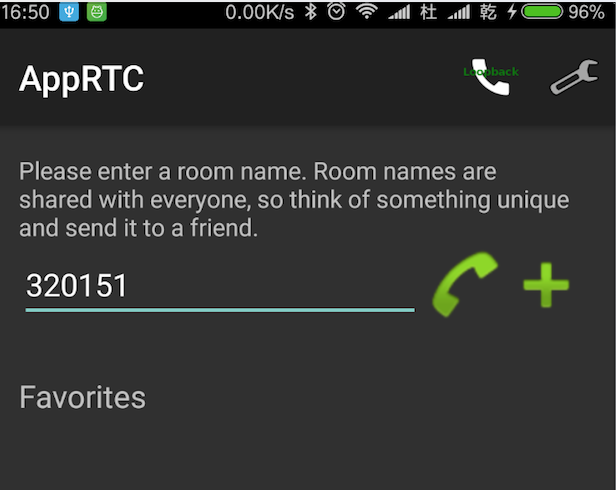 16:50 0.00K/s 杜 乾 96%
AppRTC
Loopback
Please enter a room name. Room names are
shared with everyone, so think of something unique
and send it to a friend.
320151
Favorites